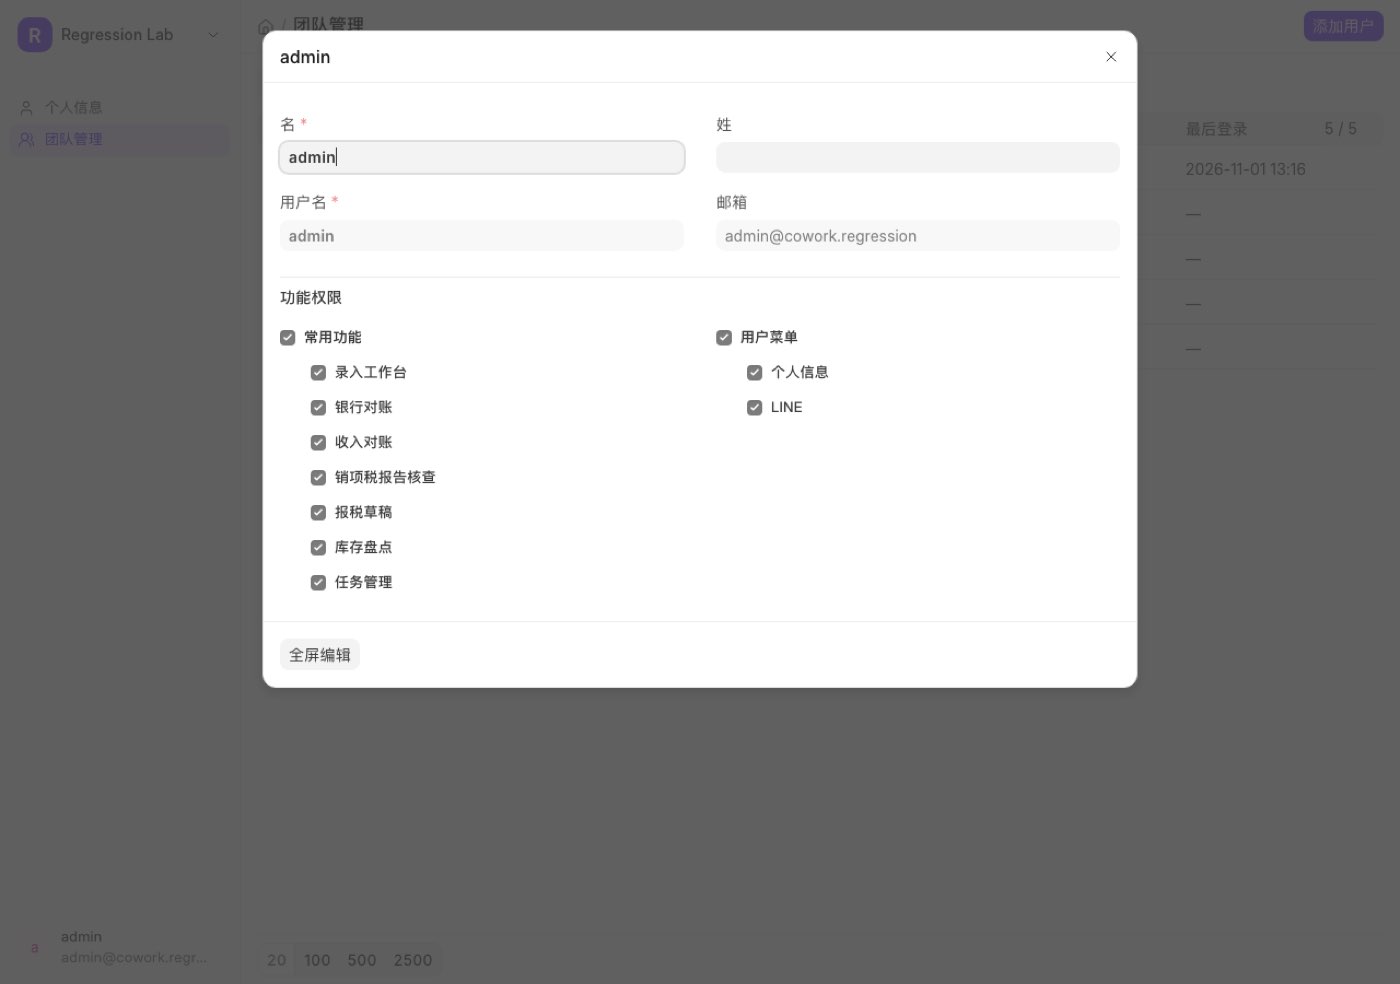 R Regression Lab
/ 团队管理
添加用户
个人信息
团队管理
最后登录 5 / 5
2026-11-01 13:16
—
—
—
—
admin
名 * 姓
admin
用户名 * 邮箱
admin admin@cowork.regression
功能权限
常用功能 用户菜单
录入工作台 个人信息
银行对账 LINE
收入对账
销项税报告核查
报税草稿
库存盘点
任务管理
全屏编辑
a admin
admin@cowork.regr...
20 100 500 2500